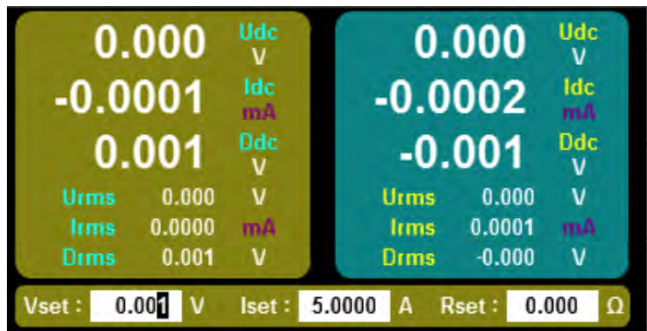 0.000 Udc V
-0.0001 Idc mA
0.001 Ddc V
Urms 0.000 V
Irms 0.0000 mA
Drms 0.001 V
0.000 Udc V
-0.0002 Idc mA
-0.001 Ddc V
Urms 0.000 V
Irms 0.0001 mA
Drms -0.000 V
Vset : 0.001 V Iset : 5.0000 A Rset : 0.000 Ω